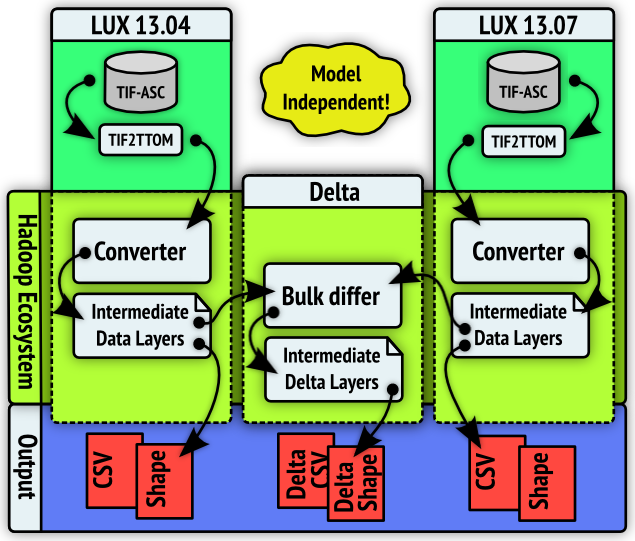 LUX 13.04
LUX 13.07
TIF-ASC
Model
Independent!
TIF-ASC
TIF2TTOM
TIF2TTOM
Delta
Hadoop Ecosystem
Converter
Converter
Bulk differ
Intermediate
Data Layers
Intermediate
Data Layers
Intermediate
Delta Layers
Output
CSV
Shape
Delta
CSV
Delta
Shape
CSV
Shape